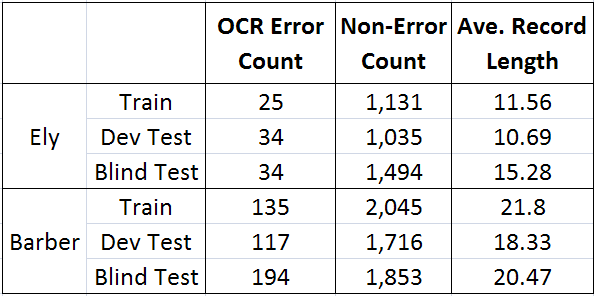 OCR Error Count Non-Error Count Ave. Record Length
Ely Train 25 1,131 11.56
Dev Test 34 1,035 10.69
Blind Test 34 1,494 15.28
Barber Train 135 2,045 21.8
Dev Test 117 1,716 18.33
Blind Test 194 1,853 20.47